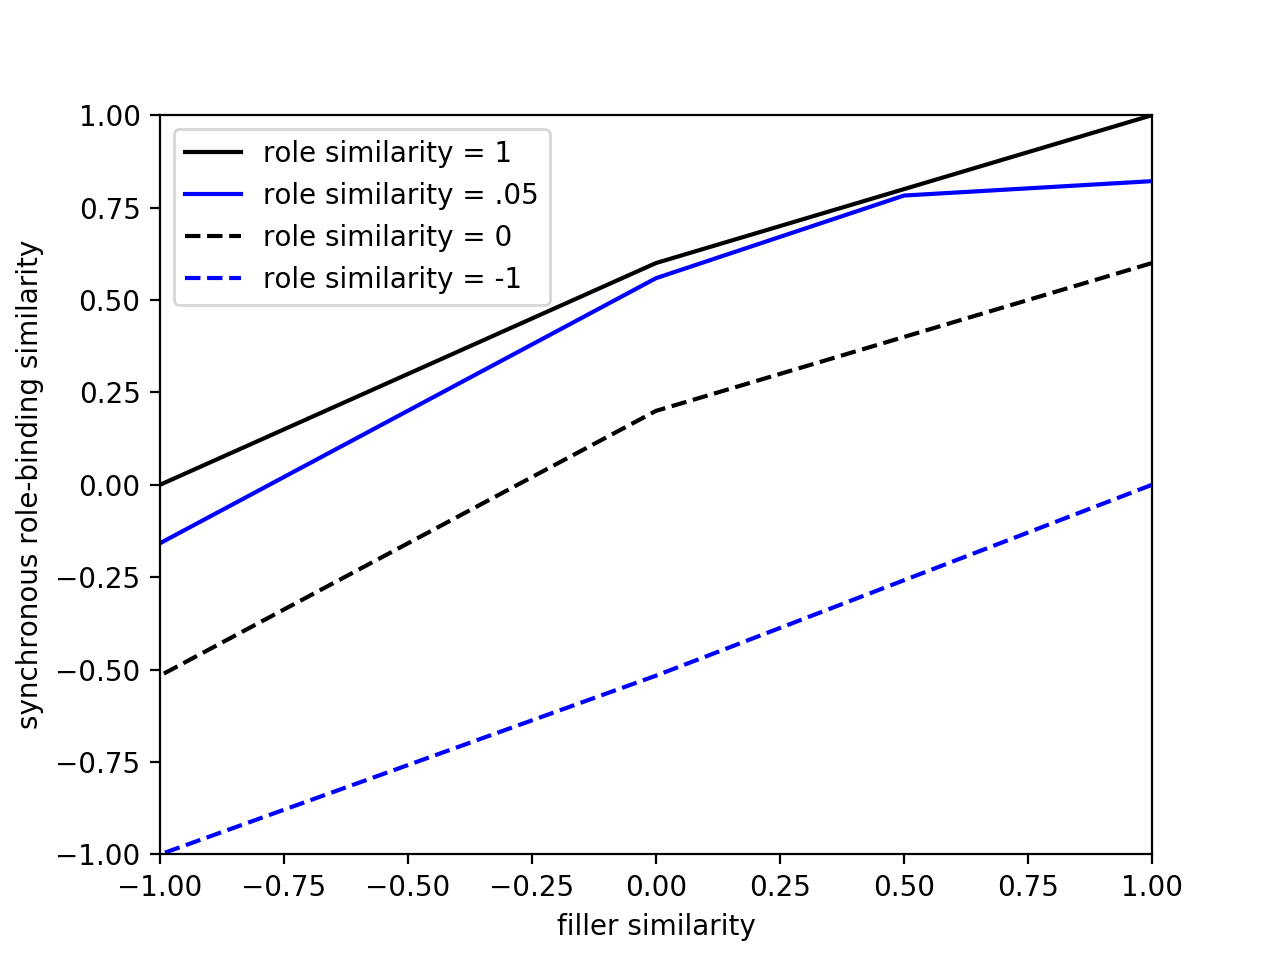 1.00
0.75
0.50
0.25
0.00
−0.25
−0.50
−0.75
−1.00
synchronous role-binding similarity
role similarity = 1
role similarity = .05
role similarity = 0
role similarity = -1
−1.00 −0.75 −0.50 −0.25 0.00 0.25 0.50 0.75 1.00
filler similarity